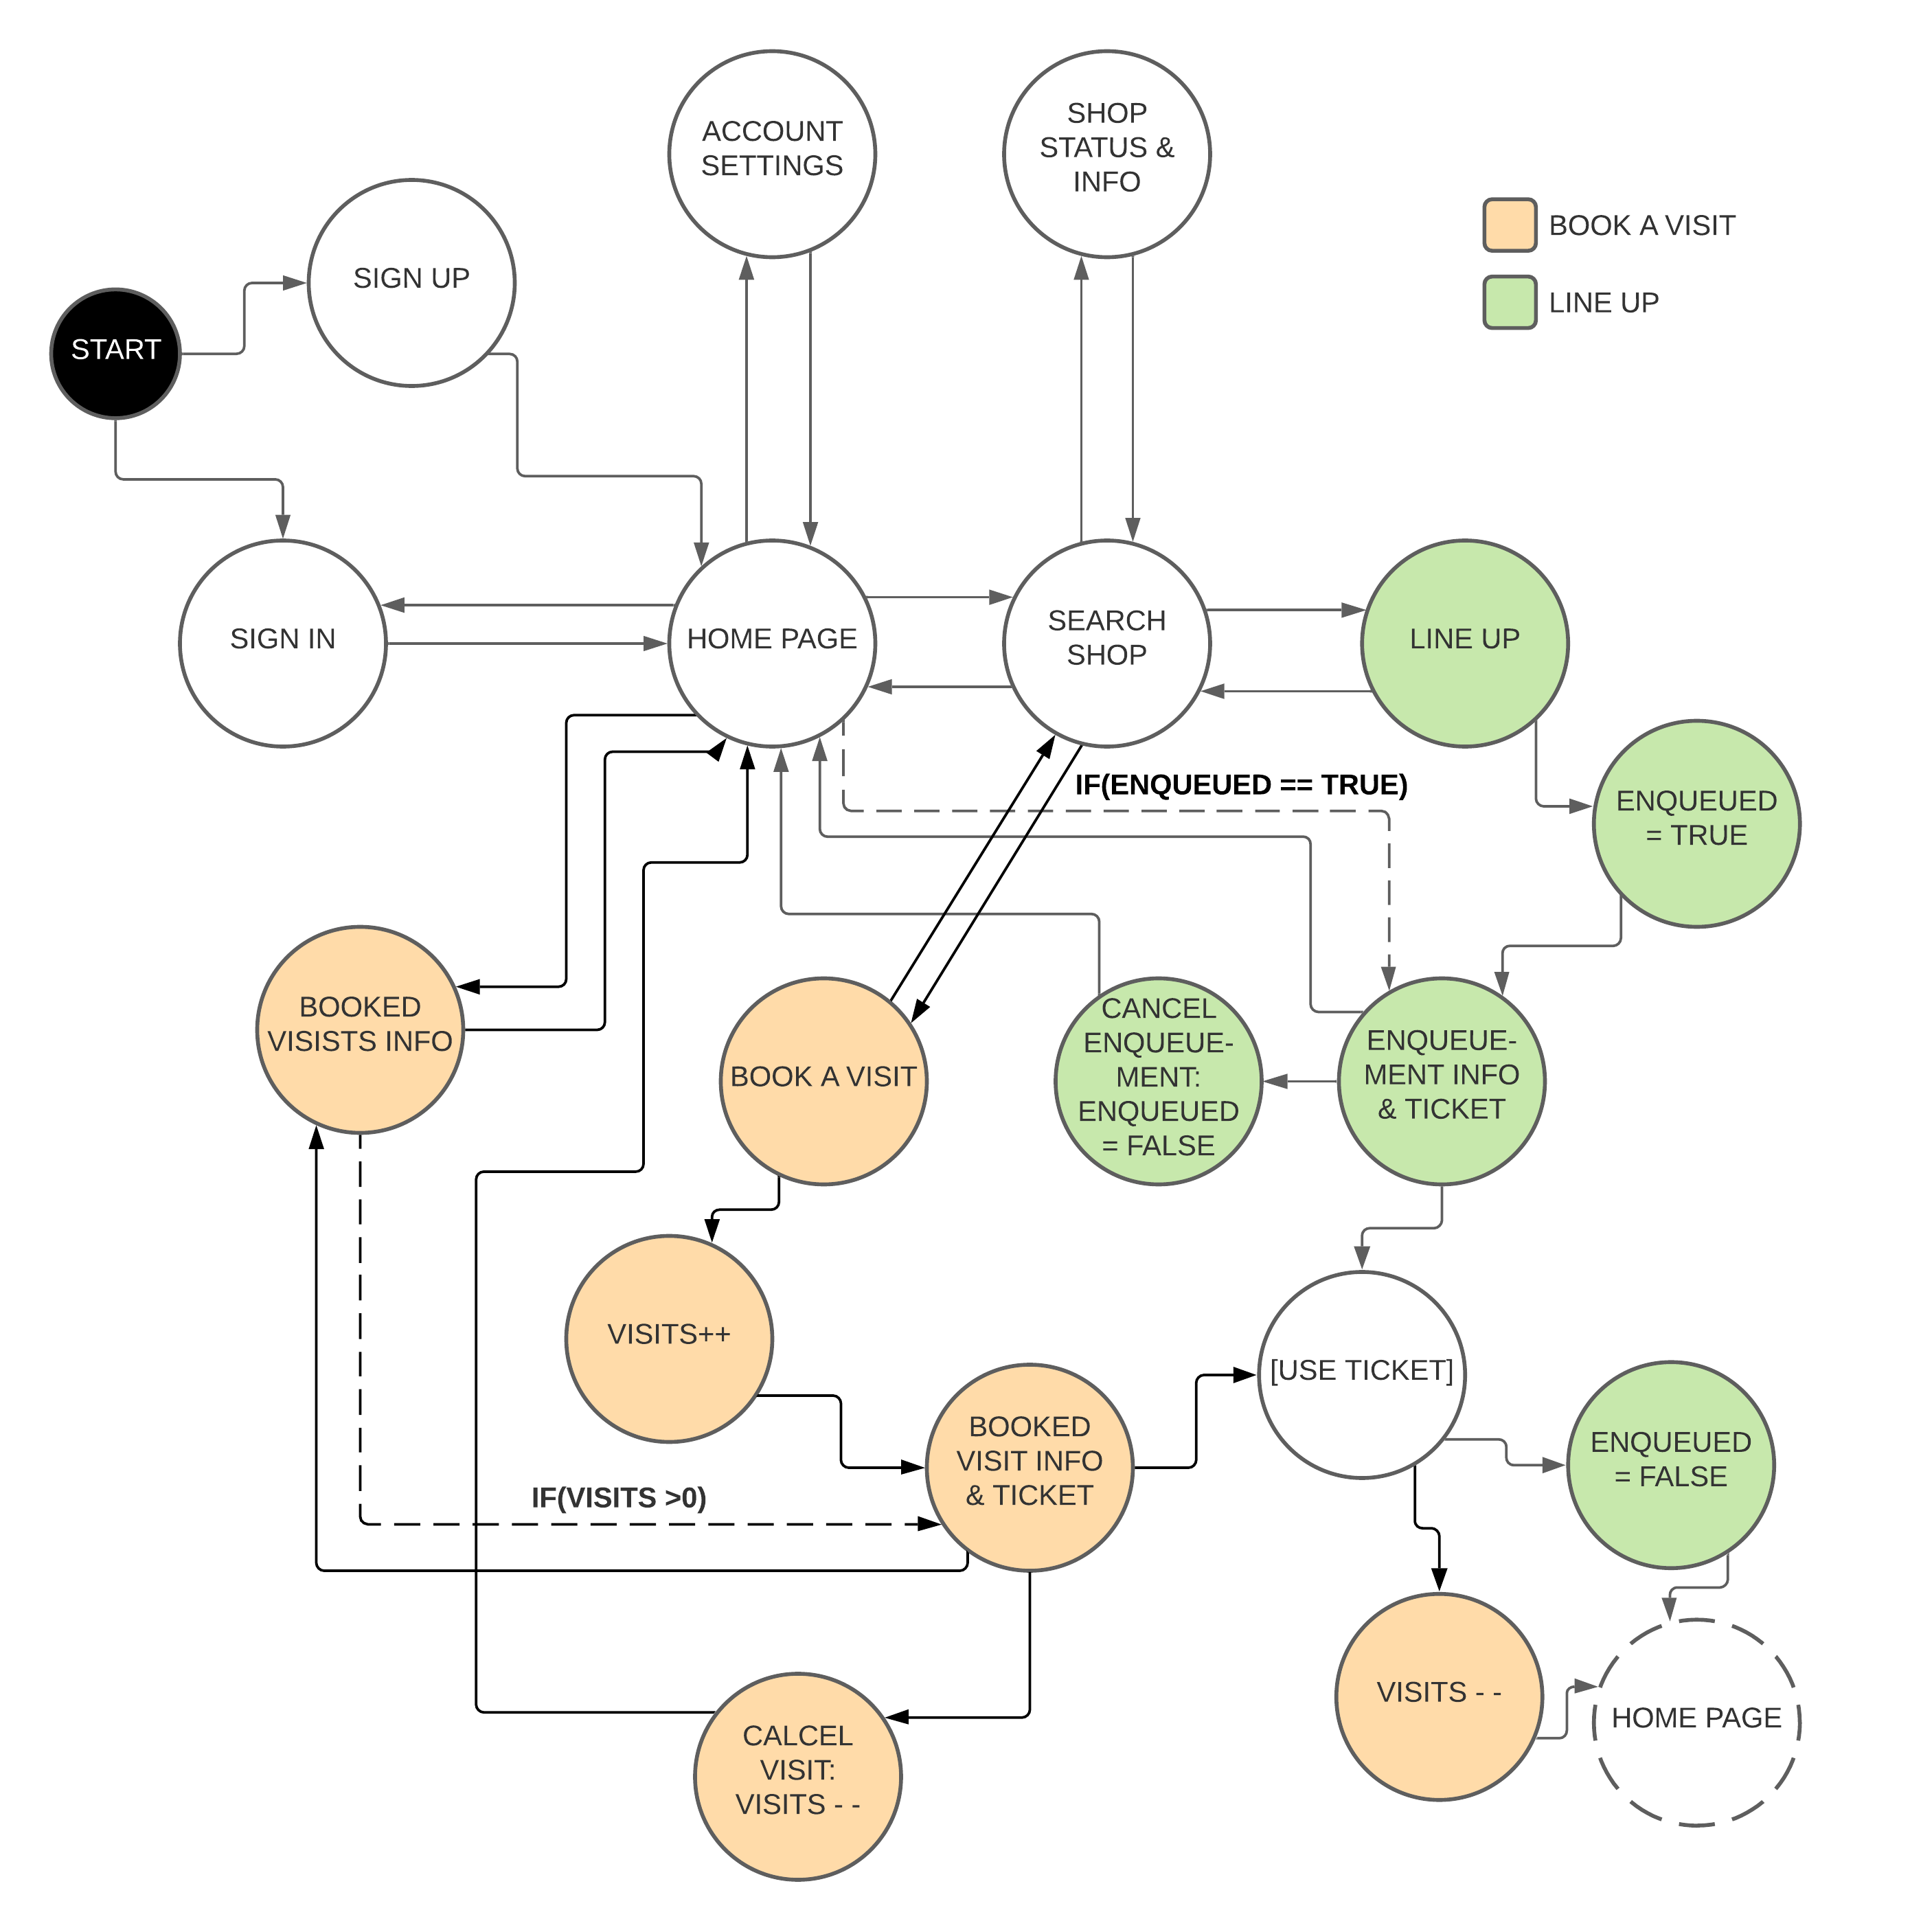 ACCOUNT
SETTINGS
SHOP
STATUS &
INFO
BOOK A VISIT
LINE UP
SIGN UP
START
SIGN IN
HOME PAGE
SEARCH
SHOP
LINE UP
IF(ENQUEUED == TRUE)
ENQUEUED
= TRUE
BOOKED
VISISTS INFO
BOOK A VISIT
CANCEL
ENQUEUE-
MENT:
ENQUEUED
= FALSE
ENQUEUE-
MENT INFO
& TICKET
VISITS++
[USE TICKET]
BOOKED
VISIT INFO
& TICKET
ENQUEUED
= FALSE
IF(VISITS >0)
VISITS - -
HOME PAGE
CALCEL
VISIT:
VISITS - -